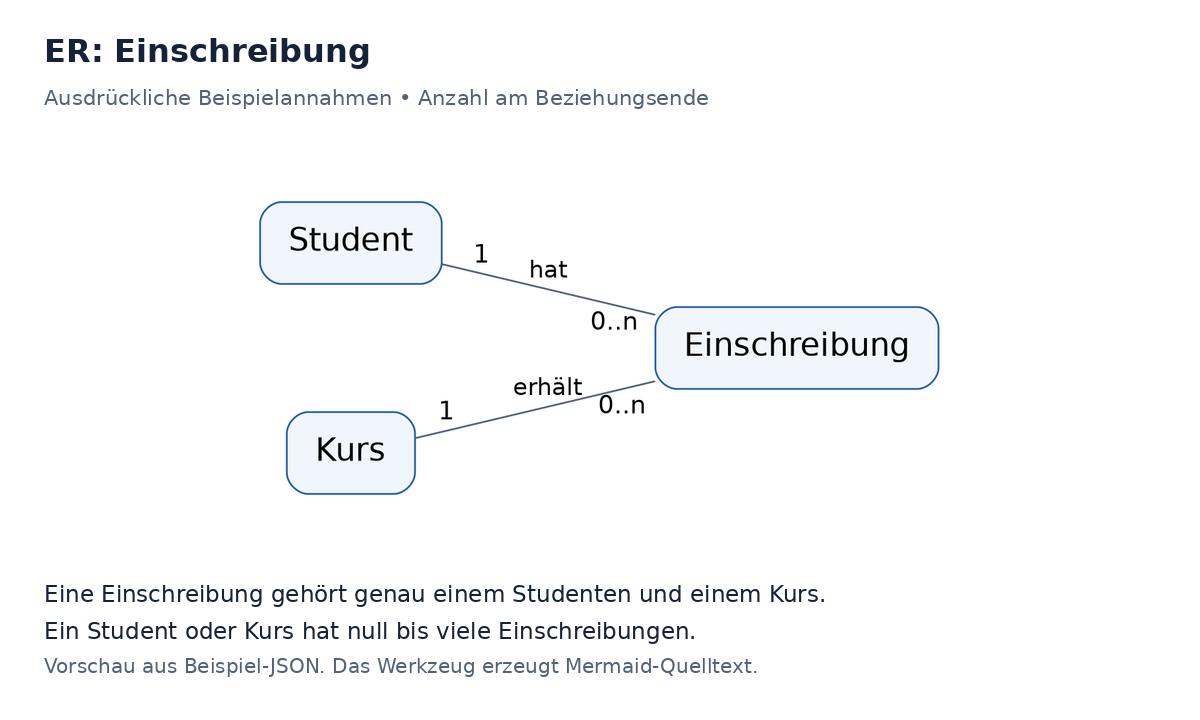 ER: Einschreibung
Ausdrückliche Beispielannahmen • Anzahl am Beziehungsende
Student
1
hat
0..n
Einschreibung
erhält
0..n
1
Kurs
Eine Einschreibung gehört genau einem Studenten und einem Kurs.
Ein Student oder Kurs hat null bis viele Einschreibungen.
Vorschau aus Beispiel-JSON. Das Werkzeug erzeugt Mermaid-Quelltext.